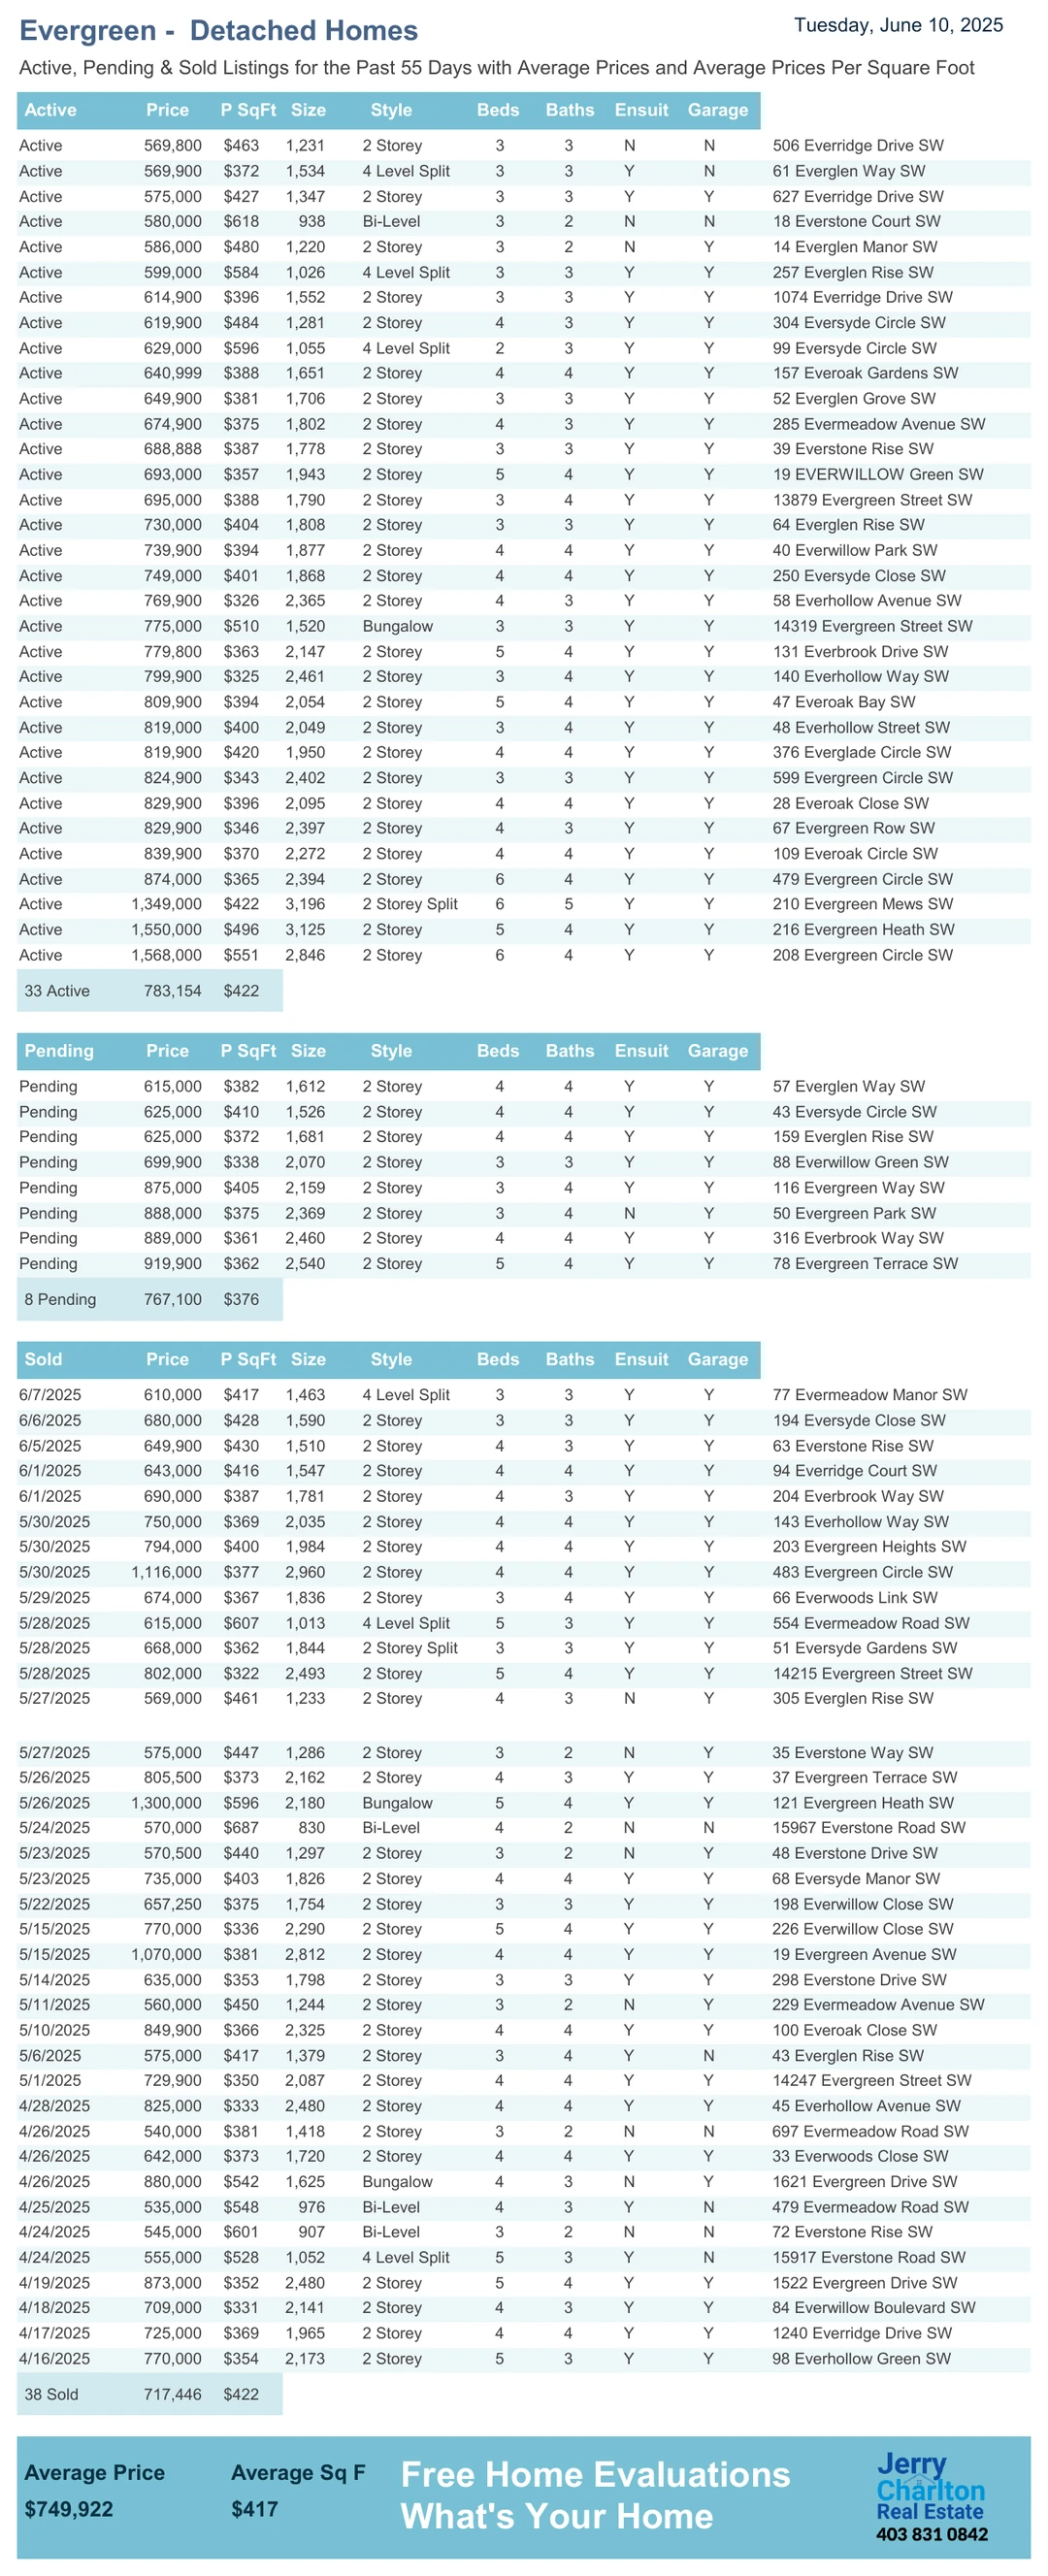 Evergreen - Detached Homes
Tuesday, June 10, 2025
Active, Pending & Sold Listings for the Past 55 Days with Average Prices and Average Prices Per Square Foot
Active Price P SqFt Size Style Beds Baths Ensuit Garage
Active 569,800 $463 1,231 2 Storey 3 3 N N 506 Everridge Drive SW
Active 569,900 $372 1,534 4 Level Split 3 3 Y N 61 Everglen Way SW
Active 575,000 $427 1,347 2 Storey 3 3 Y Y 627 Everridge Drive SW
Active 580,000 $618 938 Bi-Level 3 2 N N 18 Everstone Court SW
Active 586,000 $480 1,220 2 Storey 3 2 N Y 14 Everglen Manor SW
Active 599,000 $584 1,026 4 Level Split 3 3 Y Y 257 Everglen Rise SW
Active 614,900 $396 1,552 2 Storey 3 3 Y Y 1074 Everridge Drive SW
Active 619,900 $484 1,281 2 Storey 4 3 Y Y 304 Eversyde Circle SW
Active 629,000 $596 1,055 4 Level Split 2 3 Y Y 99 Eversyde Circle SW
Active 640,999 $388 1,651 2 Storey 4 4 Y Y 157 Everoak Gardens SW
Active 649,900 $381 1,706 2 Storey 3 3 Y Y 52 Everglen Grove SW
Active 674,900 $375 1,802 2 Storey 4 3 Y Y 285 Evermeadow Avenue SW
Active 688,888 $387 1,778 2 Storey 3 3 Y Y 39 Everstone Rise SW
Active 693,000 $357 1,943 2 Storey 5 4 Y Y 19 EVERWILLOW Green SW
Active 695,000 $388 1,790 2 Storey 3 4 Y Y 13879 Evergreen Street SW
Active 730,000 $404 1,808 2 Storey 3 3 Y Y 64 Everglen Rise SW
Active 739,900 $394 1,877 2 Storey 4 4 Y Y 40 Everwillow Park SW
Active 749,000 $401 1,868 2 Storey 4 4 Y Y 250 Eversyde Close SW
Active 769,900 $326 2,365 2 Storey 4 3 Y Y 58 Everhollow Avenue SW
Active 775,000 $510 1,520 Bungalow 3 3 Y Y 14319 Evergreen Street SW
Active 779,800 $363 2,147 2 Storey 5 4 Y Y 131 Everbrook Drive SW
Active 799,900 $325 2,461 2 Storey 3 4 Y Y 140 Everhollow Way SW
Active 809,900 $394 2,054 2 Storey 5 4 Y Y 47 Everoak Bay SW
Active 819,000 $400 2,049 2 Storey 3 4 Y Y 48 Everhollow Street SW
Active 819,900 $420 1,950 2 Storey 4 4 Y Y 376 Everglade Circle SW
Active 824,900 $343 2,402 2 Storey 3 3 Y Y 599 Evergreen Circle SW
Active 829,900 $396 2,095 2 Storey 4 4 Y Y 28 Everoak Close SW
Active 829,900 $346 2,397 2 Storey 4 3 Y Y 67 Evergreen Row SW
Active 839,900 $370 2,272 2 Storey 4 4 Y Y 109 Everoak Circle SW
Active 874,000 $365 2,394 2 Storey 6 4 Y Y 479 Evergreen Circle SW
Active 1,349,000 $422 3,196 2 Storey Split 6 5 Y Y 210 Evergreen Mews SW
Active 1,550,000 $496 3,125 2 Storey 5 4 Y Y 216 Evergreen Heath SW
Active 1,568,000 $551 2,846 2 Storey 6 4 Y Y 208 Evergreen Circle SW
33 Active 783,154 $422
Pending Price P SqFt Size Style Beds Baths Ensuit Garage
Pending 615,000 $382 1,612 2 Storey 4 4 Y Y 57 Everglen Way SW
Pending 625,000 $410 1,526 2 Storey 4 4 Y Y 43 Eversyde Circle SW
Pending 625,000 $372 1,681 2 Storey 4 4 Y Y 159 Everglen Rise SW
Pending 699,900 $338 2,070 2 Storey 3 3 Y Y 88 Everwillow Green SW
Pending 875,000 $405 2,159 2 Storey 3 4 Y Y 116 Evergreen Way SW
Pending 888,000 $375 2,369 2 Storey 3 4 N Y 50 Evergreen Park SW
Pending 889,000 $361 2,460 2 Storey 4 4 Y Y 316 Everbrook Way SW
Pending 919,900 $362 2,540 2 Storey 5 4 Y Y 78 Evergreen Terrace SW
8 Pending 767,100 $376
Sold Price P SqFt Size Style Beds Baths Ensuit Garage
6/7/2025 610,000 $417 1,463 4 Level Split 3 3 Y Y 77 Evermeadow Manor SW
6/6/2025 680,000 $428 1,590 2 Storey 3 3 Y Y 194 Eversyde Close SW
6/5/2025 649,900 $430 1,510 2 Storey 4 3 Y Y 63 Everstone Rise SW
6/1/2025 643,000 $416 1,547 2 Storey 4 4 Y Y 94 Everridge Court SW
6/1/2025 690,000 $387 1,781 2 Storey 4 3 Y Y 204 Everbrook Way SW
5/30/2025 750,000 $369 2,035 2 Storey 4 4 Y Y 143 Everhollow Way SW
5/30/2025 794,000 $400 1,984 2 Storey 4 4 Y Y 203 Evergreen Heights SW
5/30/2025 1,116,000 $377 2,960 2 Storey 4 4 Y Y 483 Evergreen Circle SW
5/29/2025 674,000 $367 1,836 2 Storey 3 4 Y Y 66 Everwoods Link SW
5/28/2025 615,000 $607 1,013 4 Level Split 5 3 Y Y 554 Evermeadow Road SW
5/28/2025 668,000 $362 1,844 2 Storey Split 3 3 Y Y 51 Eversyde Gardens SW
5/28/2025 802,000 $322 2,493 2 Storey 5 4 Y Y 14215 Evergreen Street SW
5/27/2025 569,000 $461 1,233 2 Storey 4 3 N Y 305 Everglen Rise SW
5/27/2025 575,000 $447 1,286 2 Storey 3 2 N Y 35 Everstone Way SW
5/26/2025 805,500 $373 2,162 2 Storey 4 3 Y Y 37 Evergreen Terrace SW
5/26/2025 1,300,000 $596 2,180 Bungalow 5 4 Y Y 121 Evergreen Heath SW
5/24/2025 570,000 $687 830 Bi-Level 4 2 N N 15967 Everstone Road SW
5/23/2025 570,500 $440 1,297 2 Storey 3 2 N Y 48 Everstone Drive SW
5/23/2025 735,000 $403 1,826 2 Storey 4 4 Y Y 68 Eversyde Manor SW
5/22/2025 657,250 $375 1,754 2 Storey 3 3 Y Y 198 Everwillow Close SW
5/15/2025 770,000 $336 2,290 2 Storey 5 4 Y Y 226 Everwillow Close SW
5/15/2025 1,070,000 $381 2,812 2 Storey 4 4 Y Y 19 Evergreen Avenue SW
5/14/2025 635,000 $353 1,798 2 Storey 3 3 Y Y 298 Everstone Drive SW
5/11/2025 560,000 $450 1,244 2 Storey 3 2 N Y 229 Evermeadow Avenue SW
5/10/2025 849,900 $366 2,325 2 Storey 4 4 Y Y 100 Everoak Close SW
5/6/2025 575,000 $417 1,379 2 Storey 3 4 Y N 43 Everglen Rise SW
5/1/2025 729,900 $350 2,087 2 Storey 4 4 Y Y 14247 Evergreen Street SW
4/28/2025 825,000 $333 2,480 2 Storey 4 4 Y Y 45 Everhollow Avenue SW
4/26/2025 540,000 $381 1,418 2 Storey 3 2 N N 697 Evermeadow Road SW
4/26/2025 642,000 $373 1,720 2 Storey 4 4 Y Y 33 Everwoods Close SW
4/26/2025 880,000 $542 1,625 Bungalow 4 3 N Y 1621 Evergreen Drive SW
4/25/2025 535,000 $548 976 Bi-Level 4 3 Y N 479 Evermeadow Road SW
4/24/2025 545,000 $601 907 Bi-Level 3 2 N N 72 Everstone Rise SW
4/24/2025 555,000 $528 1,052 4 Level Split 5 3 Y N 15917 Everstone Road SW
4/19/2025 873,000 $352 2,480 2 Storey 5 4 Y Y 1522 Evergreen Drive SW
4/18/2025 709,000 $331 2,141 2 Storey 4 3 Y Y 84 Everwillow Boulevard SW
4/17/2025 725,000 $369 1,965 2 Storey 4 4 Y Y 1240 Everridge Drive SW
4/16/2025 770,000 $354 2,173 2 Storey 5 3 Y Y 98 Everhollow Green SW
38 Sold 717,446 $422
Average Price Average Sq F
$749,922 $417
Free Home Evaluations
What's Your Home
Jerry
Charlton
Real Estate
403 831 0842